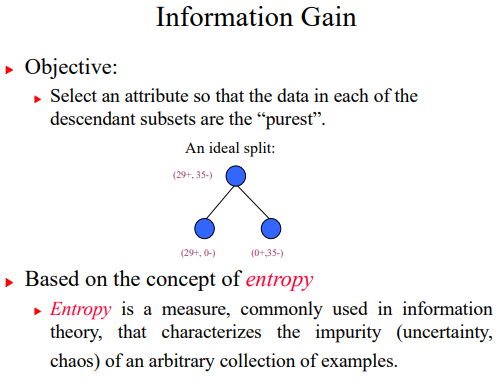 Information Gain
Objective:
Select an attribute so that the data in each of the
descendant subsets are the “purest”.
An ideal split:
(29+, 35-)
(29+, 0-) (0+,35-)
Based on the concept of entropy
Entropy is a measure, commonly used in information
theory, that characterizes the impurity (uncertainty,
chaos) of an arbitrary collection of examples.